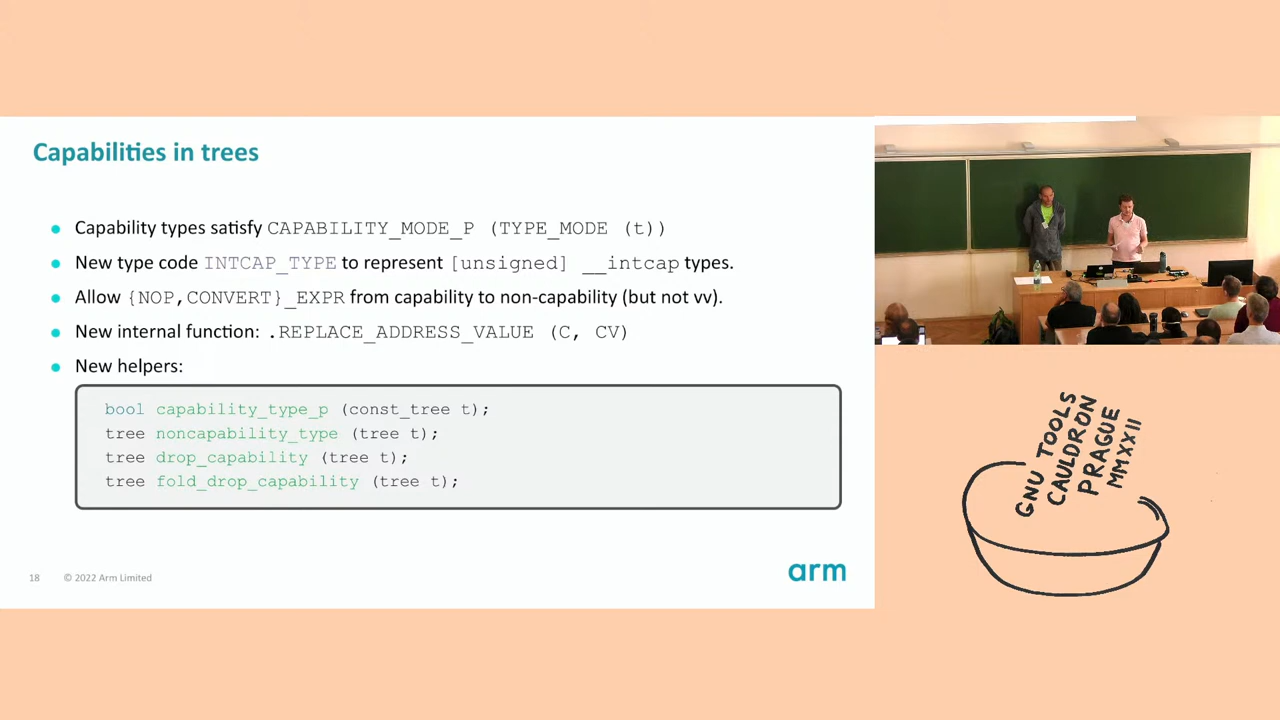 Capabilities in trees
• Capability types satisfy CAPABILITY_MODE_P (TYPE_MODE (t))
• New type code INTCAP_TYPE to represent [unsigned] __intcap types.
• Allow {NOP,CONVERT}_EXPR from capability to non-capability (but not vv).
• New internal function: .REPLACE_ADDRESS_VALUE (C, CV)
• New helpers:
bool capability_type_p (const_tree t);
tree noncapability_type (tree t);
tree drop_capability (tree t);
tree fold_drop_capability (tree t);
18 © 2022 Arm Limited
arm
GNU TOOLS
CAULDRON
PRAGUE
MMXXII